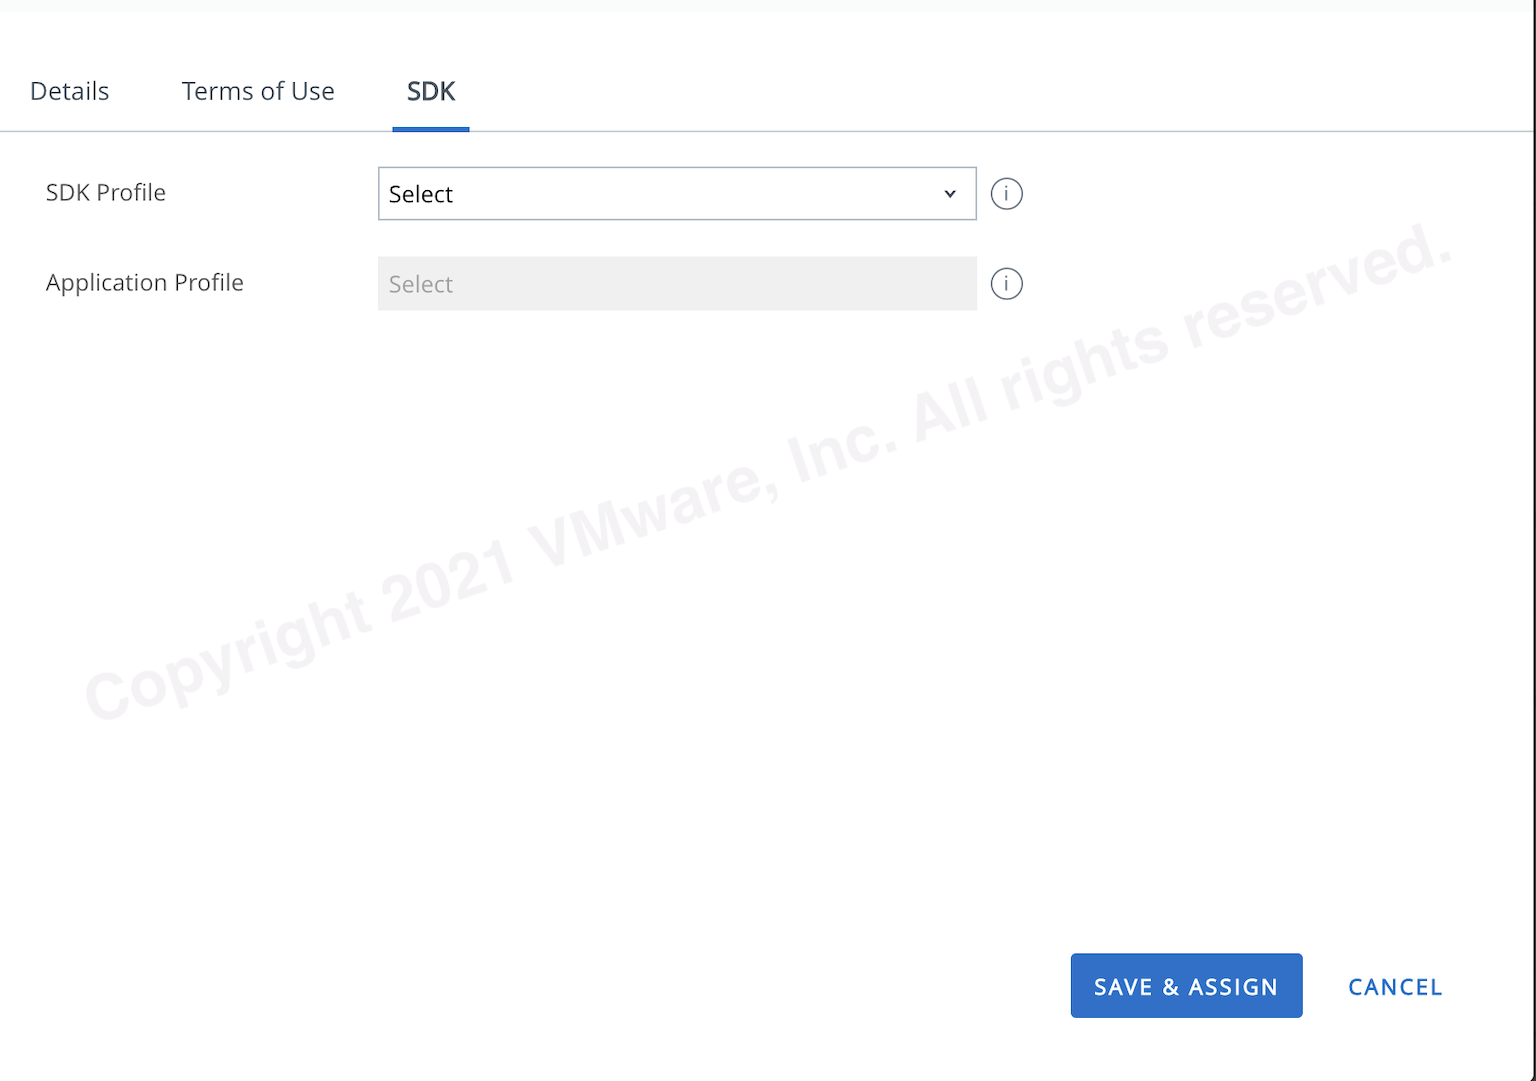 Details Terms of Use SDK
SDK Profile Select i
Application Profile Select i
Copyright 2021 VMware, Inc. All rights reserved.
SAVE & ASSIGN CANCEL